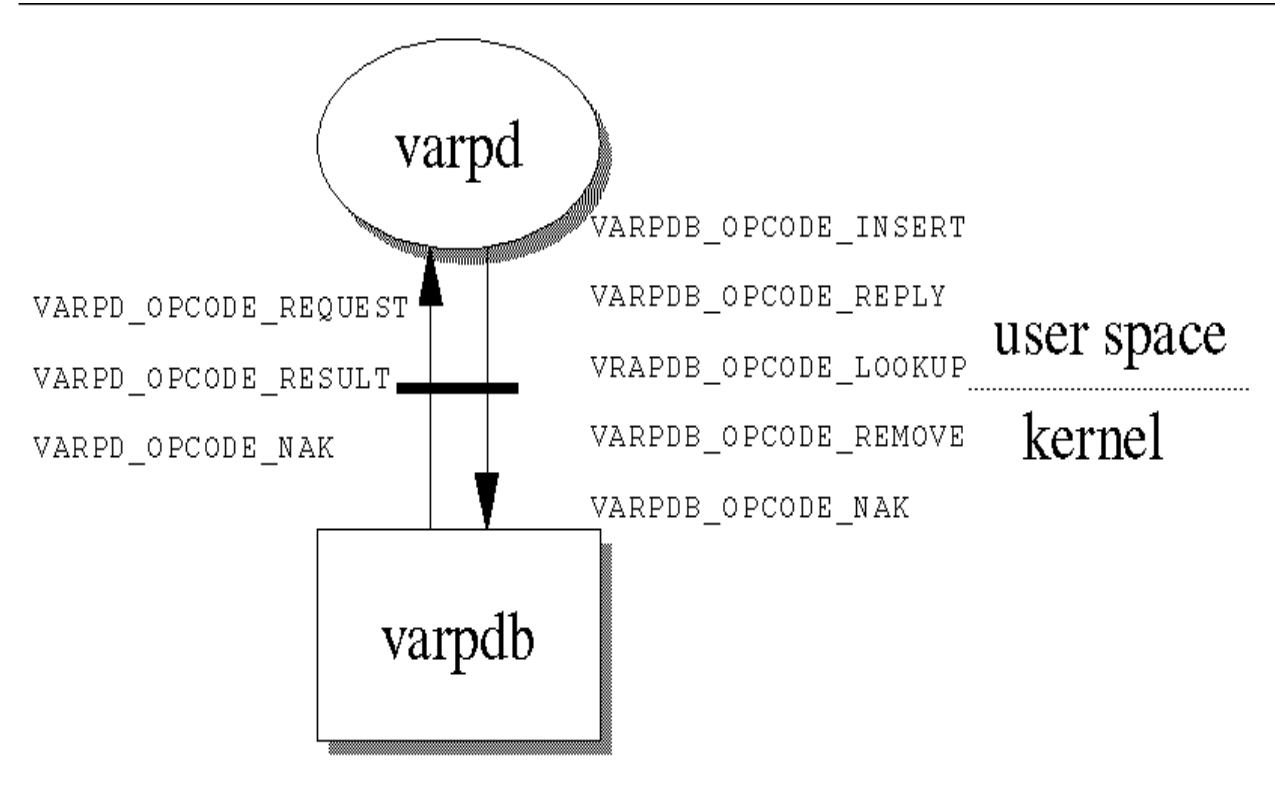 varpd
VARPDB_OPCODE_INSERT
VARPD_OPCODE_REQUEST
VARPDB_OPCODE_REPLY
user space
VARPD_OPCODE_RESULT
VRAPDB_OPCODE_LOOKUP
kernel
VARPD_OPCODE_NAK
VARPDB_OPCODE_REMOVE
VARPDB_OPCODE_NAK
varpdb